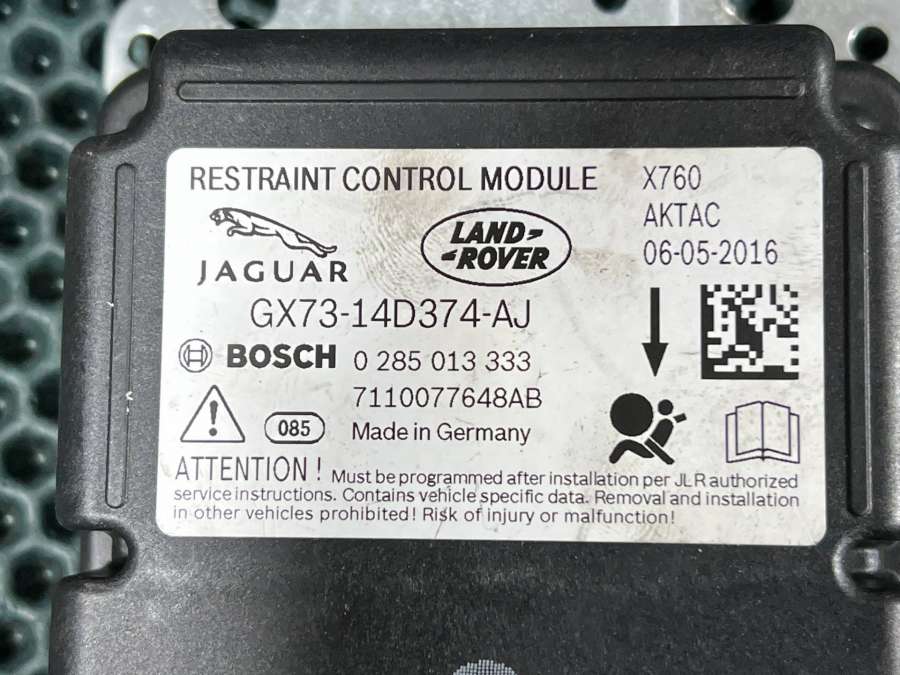 RESTRAINT CONTROL MODULE X760
AKTAC
06-05-2016
JAGUAR
LAND-
-ROVER
GX73-14D374-AJ
BOSCH 0 285 013 333
7110077648AB
085 Made in Germany
ATTENTION! Must be programmed after installation per JLR authorized
service instructions. Contains vehicle specific data. Removal and installation
in other vehicles prohibited! Risk of injury or malfunction!